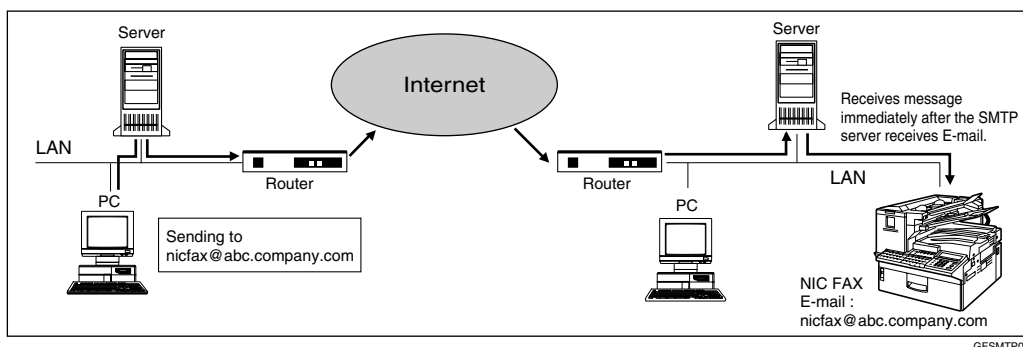 Server
LAN
PC
Sending to
nicfax@abc.company.com
Router
Internet
Router
Server
Receives message
immediately after the SMTP
server receives E-mail.
LAN
PC
NIC FAX
E-mail :
nicfax@abc.company.com